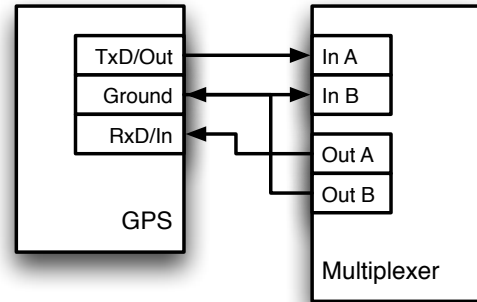 TxD/Out
Ground
RxD/In
GPS
In A
In B
Out A
Out B
Multiplexer